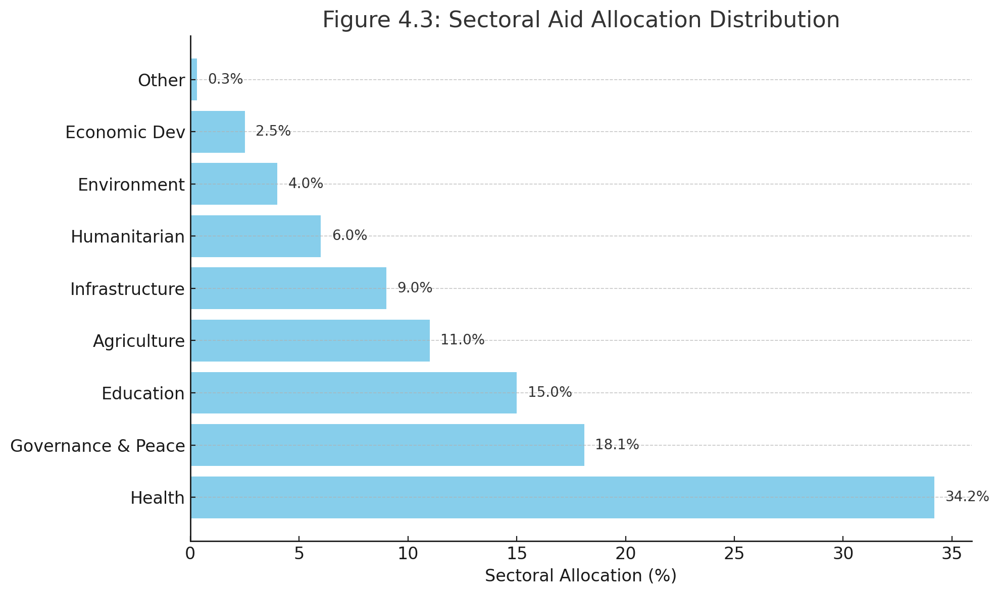 Figure 4.3: Sectoral Aid Allocation Distribution
Other 0.3%
Economic Dev 2.5%
Environment 4.0%
Humanitarian 6.0%
Infrastructure 9.0%
Agriculture 11.0%
Education 15.0%
Governance & Peace 18.1%
Health 34.2%
0 5 10 15 20 25 30 35
Sectoral Allocation (%)